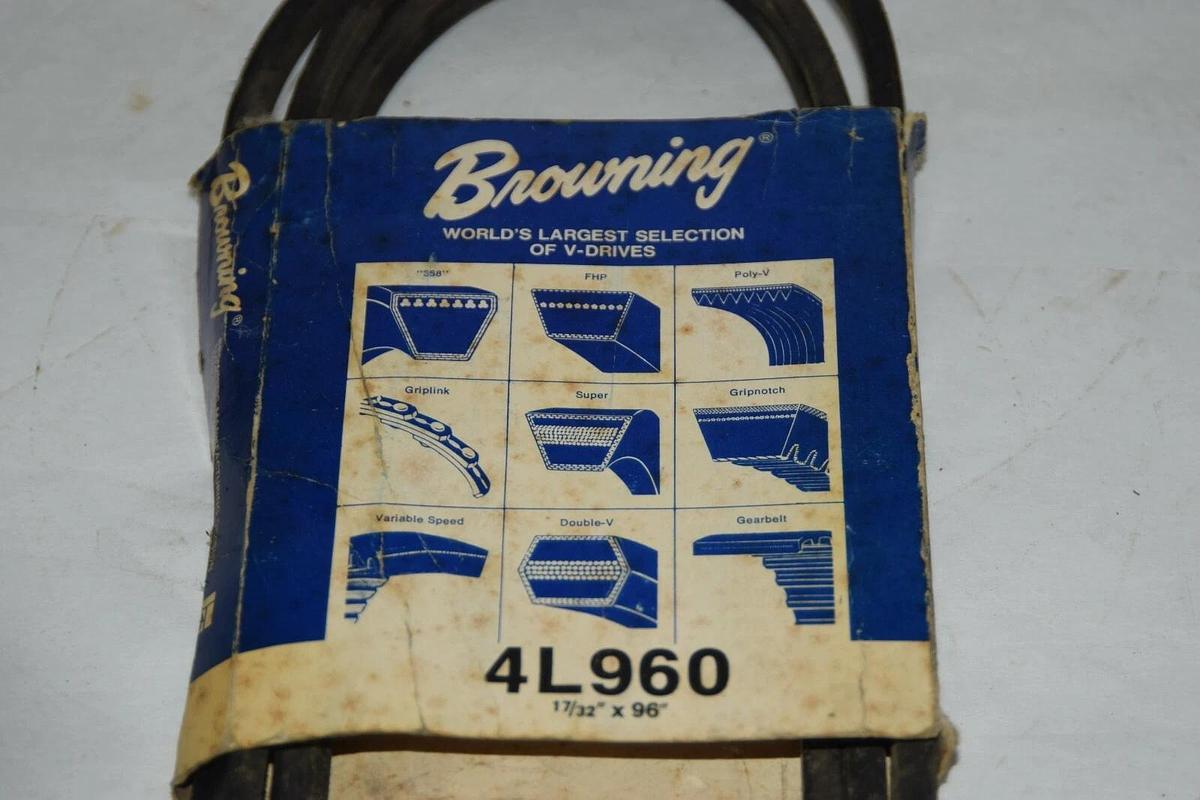 Browning®
Browning®
WORLD'S LARGEST SELECTION
OF V-DRIVES
"358"
FHP
Poly-V
Griplink
Super
Gripnotch
Variable Speed
Double-V
Gearbelt
4L960
17/32" x 96"